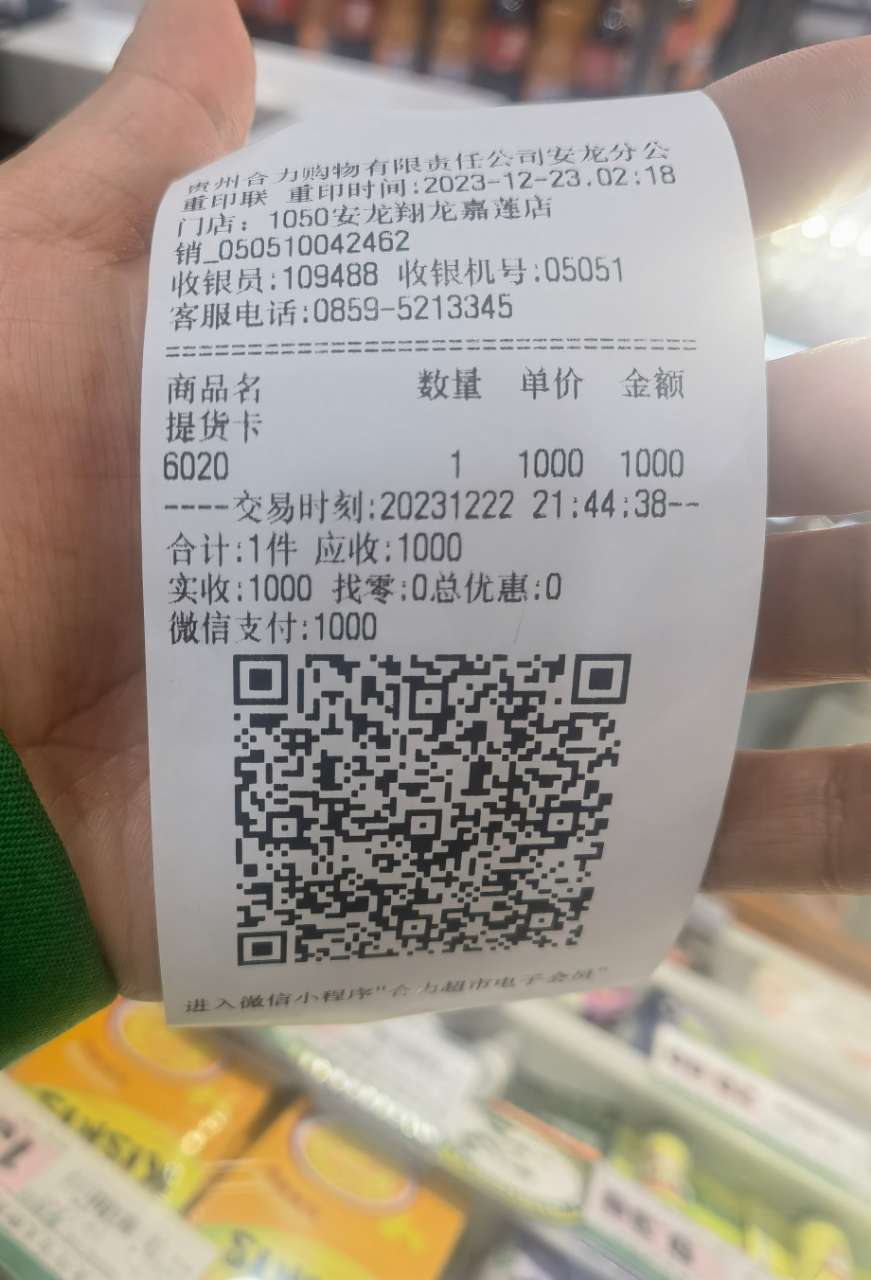 贵州合力购物有限责任公司安龙分公
重印联 重印时间:2023-12-23.02:18
门店: 1050安龙翔龙嘉莲店
销_050510042462
收银员:109488 收银机号:05051
客服电话:0859-5213345
=================================
商品名 数量 单价 金额
提货卡
6020 1 1000 1000
----交易时刻:20231222 21:44:38--
合计:1件 应收:1000
实收:1000 找零:0总优惠:0
微信支付:1000
进入微信小程序"合力超市电子会员"